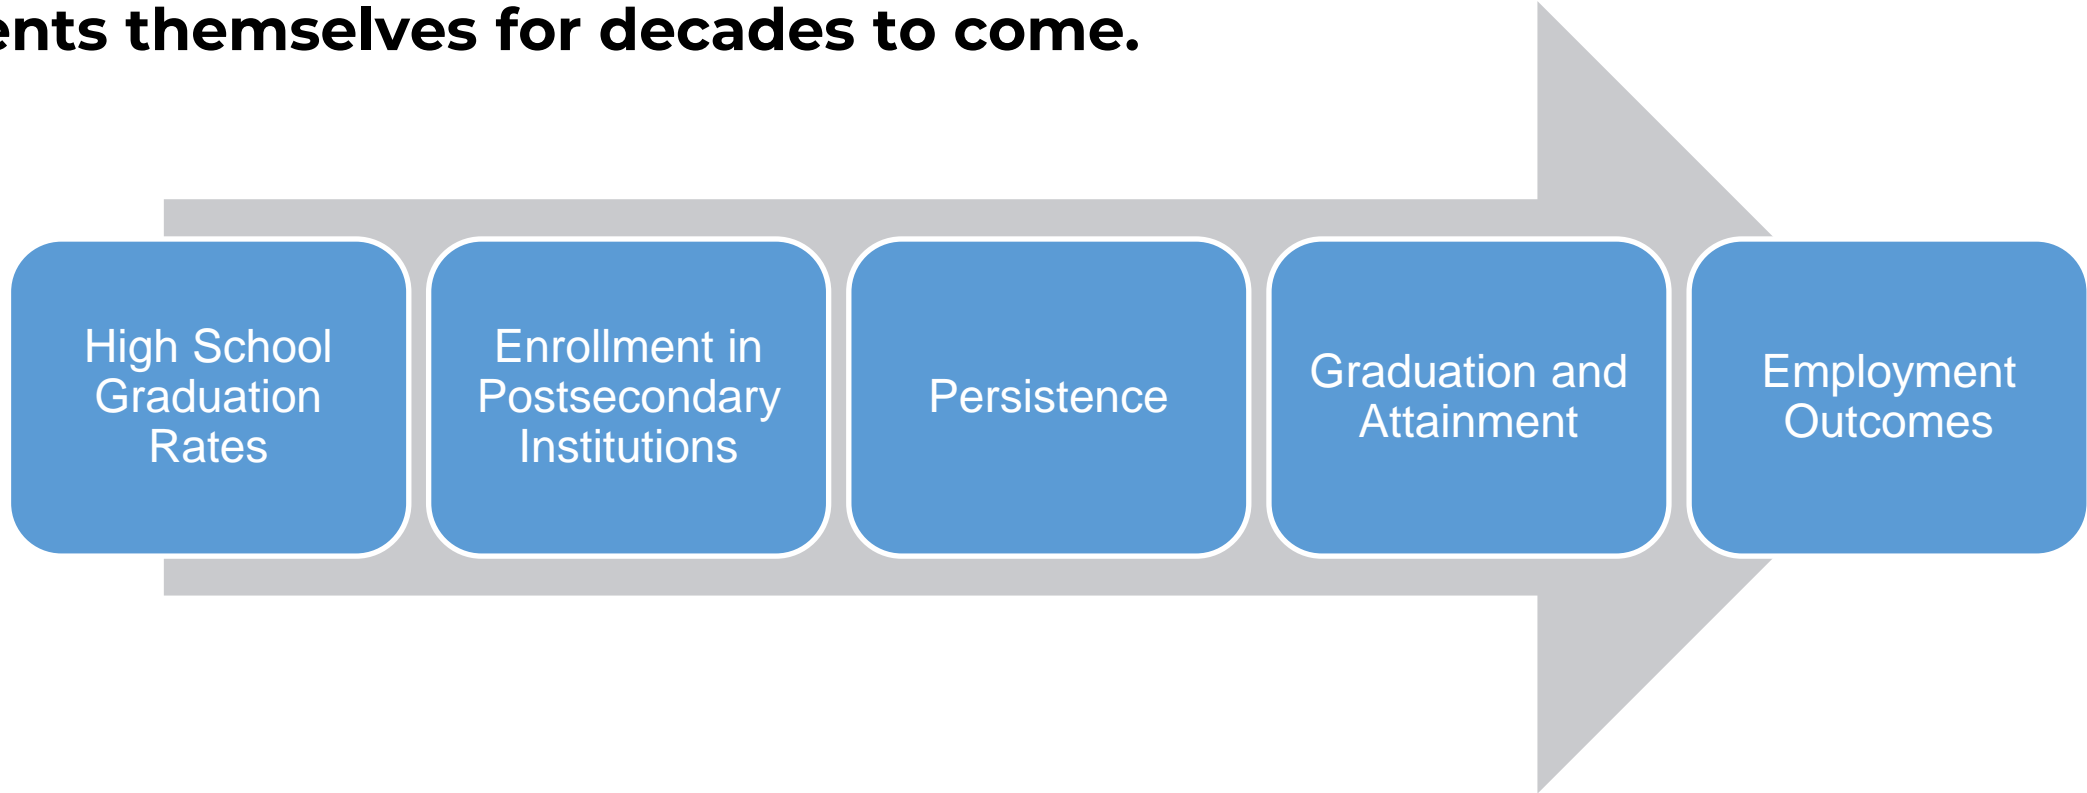 ents themselves for decades to come.
High School
Graduation
Rates
Enrollment in
Postsecondary
Institutions
Persistence
Graduation and
Attainment
Employment
Outcomes